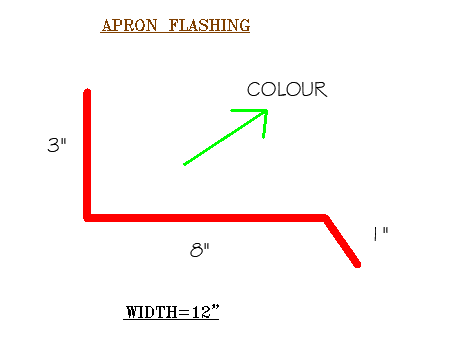 APRON FLASHING
COLOUR
3"
8"
1"
WIDTH=12”